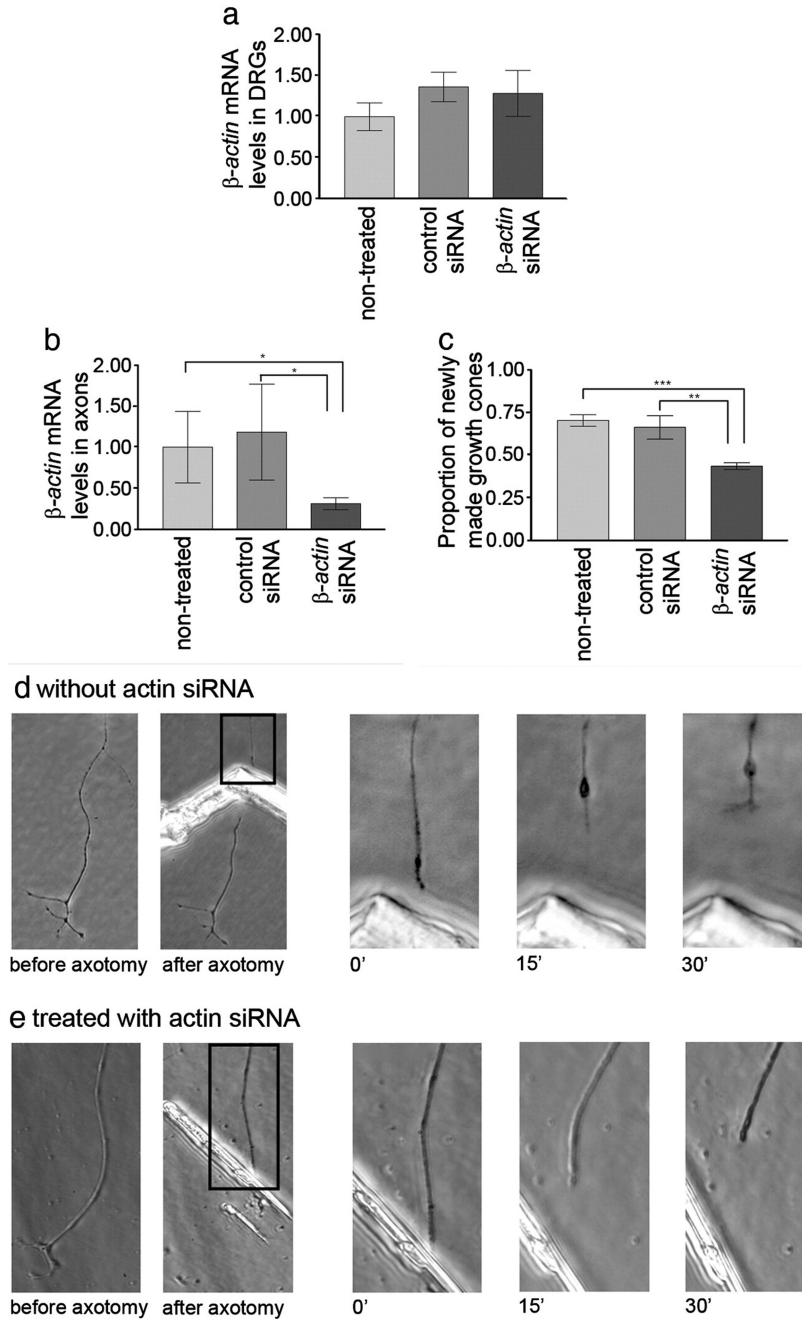 a
β-actin mRNA
levels in DRGs
2.00
1.50
1.00
0.50
0.00
non-treated
control
siRNA
β-actin
siRNA
b
β-actin mRNA
levels in axons
2.00
1.50
1.00
0.50
0.00
*
*
non-treated
control
siRNA
β-actin
siRNA
c
Proportion of newly
made growth cones
1.00
0.75
0.50
0.25
0.00
***
**
non-treated
control
siRNA
β-actin
siRNA
d without actin siRNA
before axotomy
after axotomy
0’
15’
30’
e treated with actin siRNA
before axotomy
after axotomy
0’
15’
30’